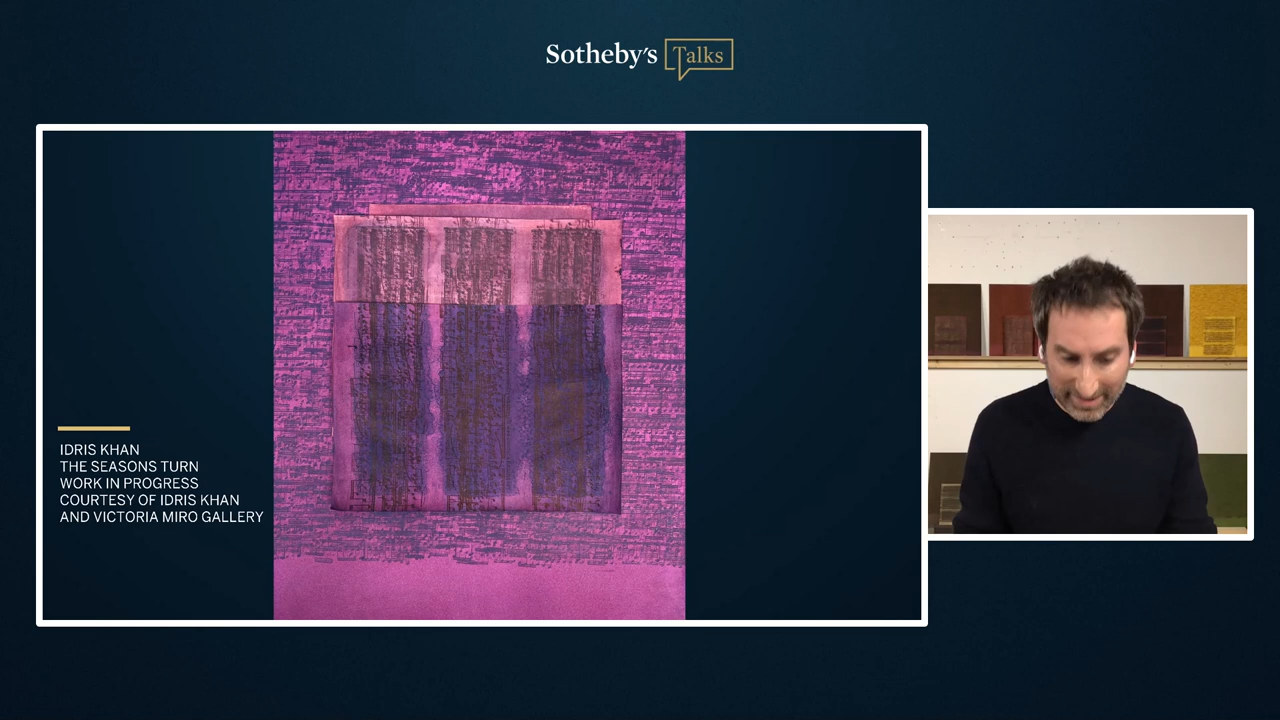 Sotheby's Talks
IDRIS KHAN
THE SEASONS TURN
WORK IN PROGRESS
COURTESY OF IDRIS KHAN
AND VICTORIA MIRO GALLERY